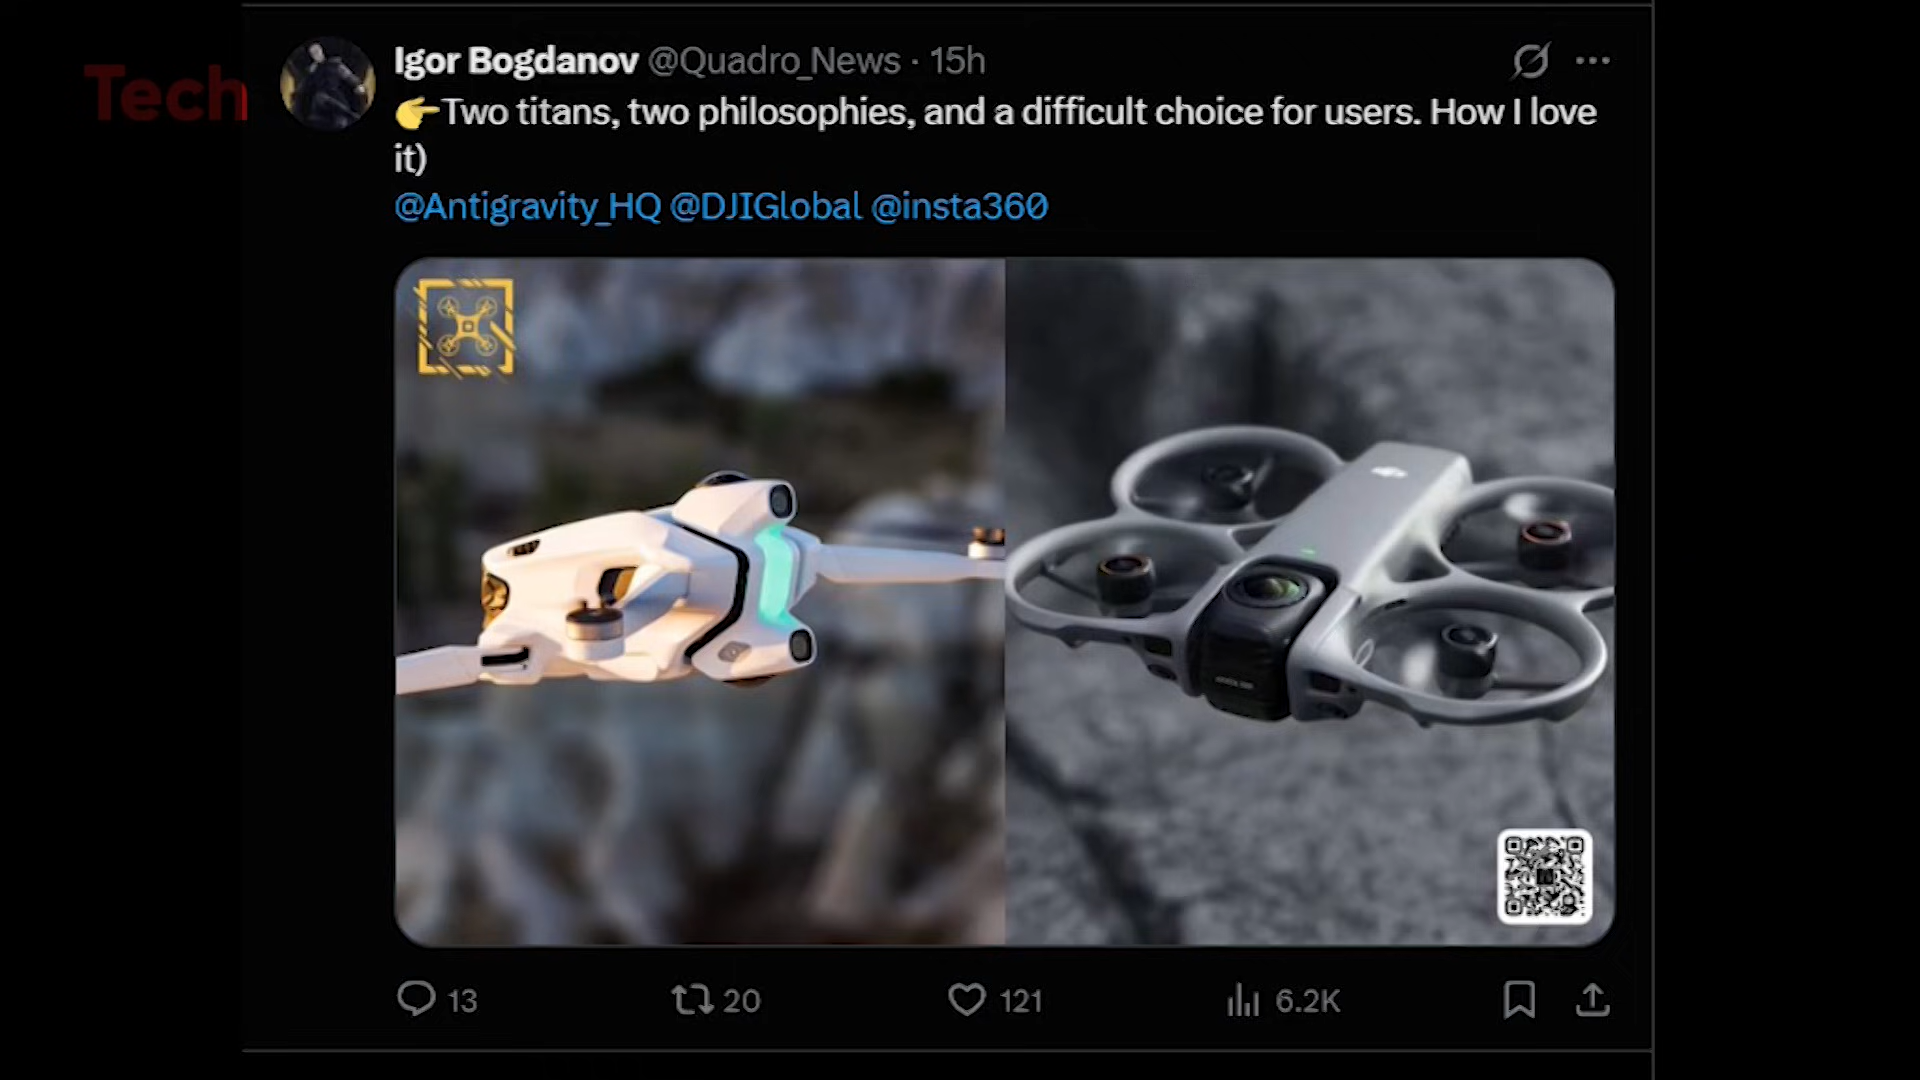 Tech
Igor Bogdanov @Quadro_News · 15h
👉Two titans, two philosophies, and a difficult choice for users. How I love
it)
@Antigravity_HQ @DJIGlobal @insta360
13 20 121 6.2K